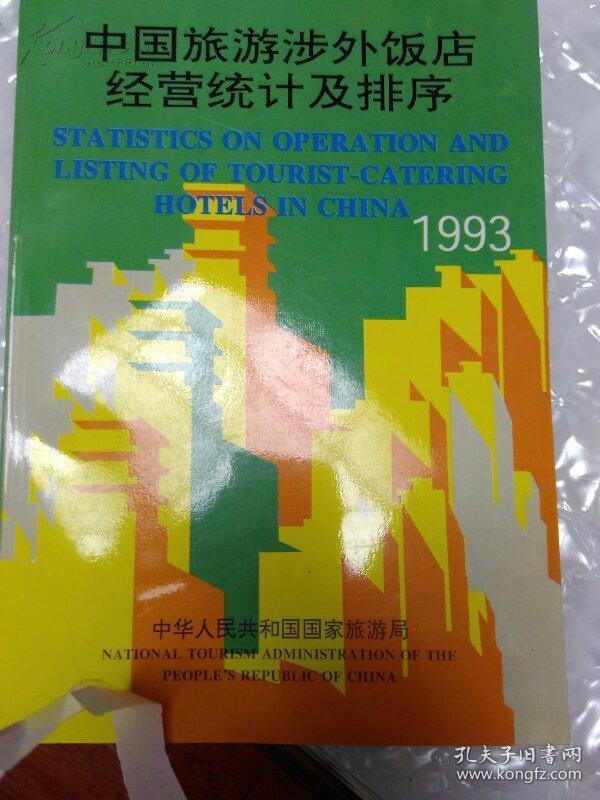 中国旅游涉外饭店
经营统计及排序
STATISTICS ON OPERATION AND
LISTING OF TOURIST-CATERING
HOTELS IN CHINA
1993
中华人民共和国国家旅游局
NATIONAL TOURISM ADMINISTRATION OF THE
PEOPLE'S REPUBLIC OF CHINA
孔夫子旧书网
www.kongfz.com